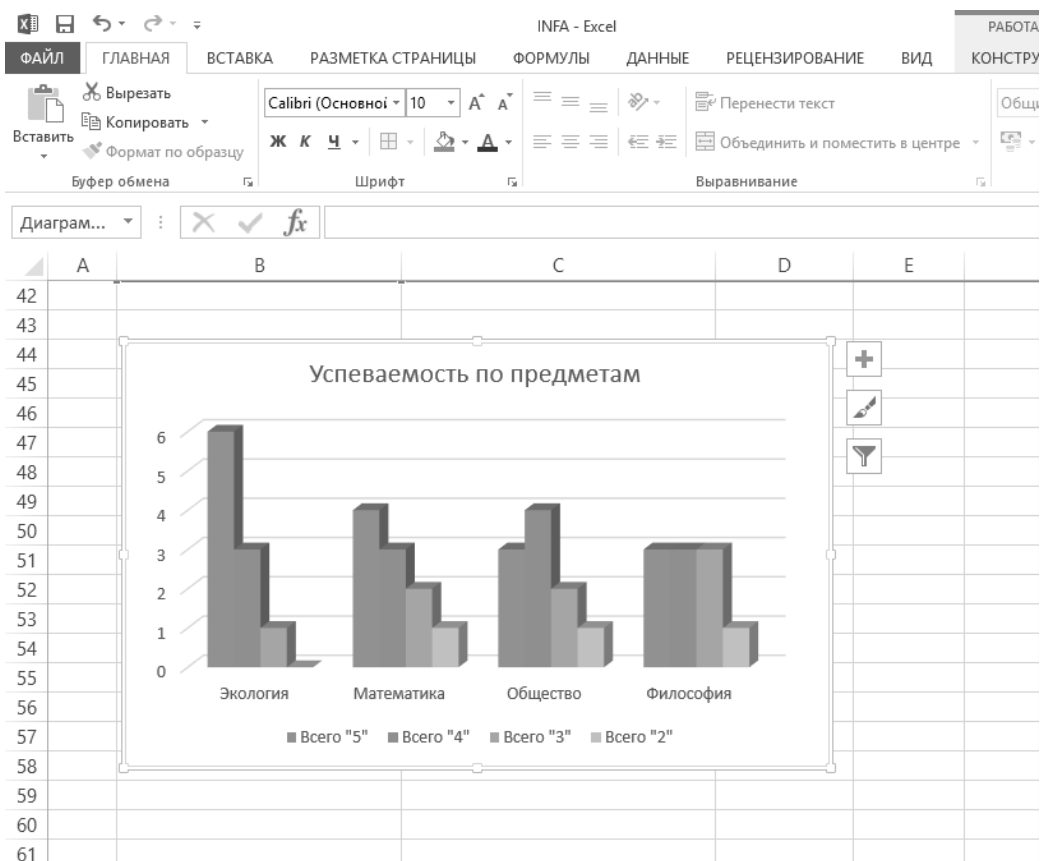 INFA - Excel
РАБОТА
ФАЙЛ ГЛАВНАЯ ВСТАВКА РАЗМЕТКА СТРАНИЦЫ ФОРМУЛЫ ДАННЫЕ РЕЦЕНЗИРОВАНИЕ ВИД КОНСТРУ
Вставить
Вырезать
Копировать
Формат по образцу
Буфер обмена
Calibri (Основной 10 А А
Ж К Ч А
Шрифт
Перенести текст
Объединить и поместить в центре
Выравнивание
Общи
Диаграм... fx
A B C D E
42
43
44
45
46
47
48
49
50
51
52
53
54
55
56
57
58
59
60
61
Успеваемость по предметам
6
5
4
3
2
1
0
Экология Математика Общество Философия
Всего "5" Всего "4" Всего "3" Всего "2"